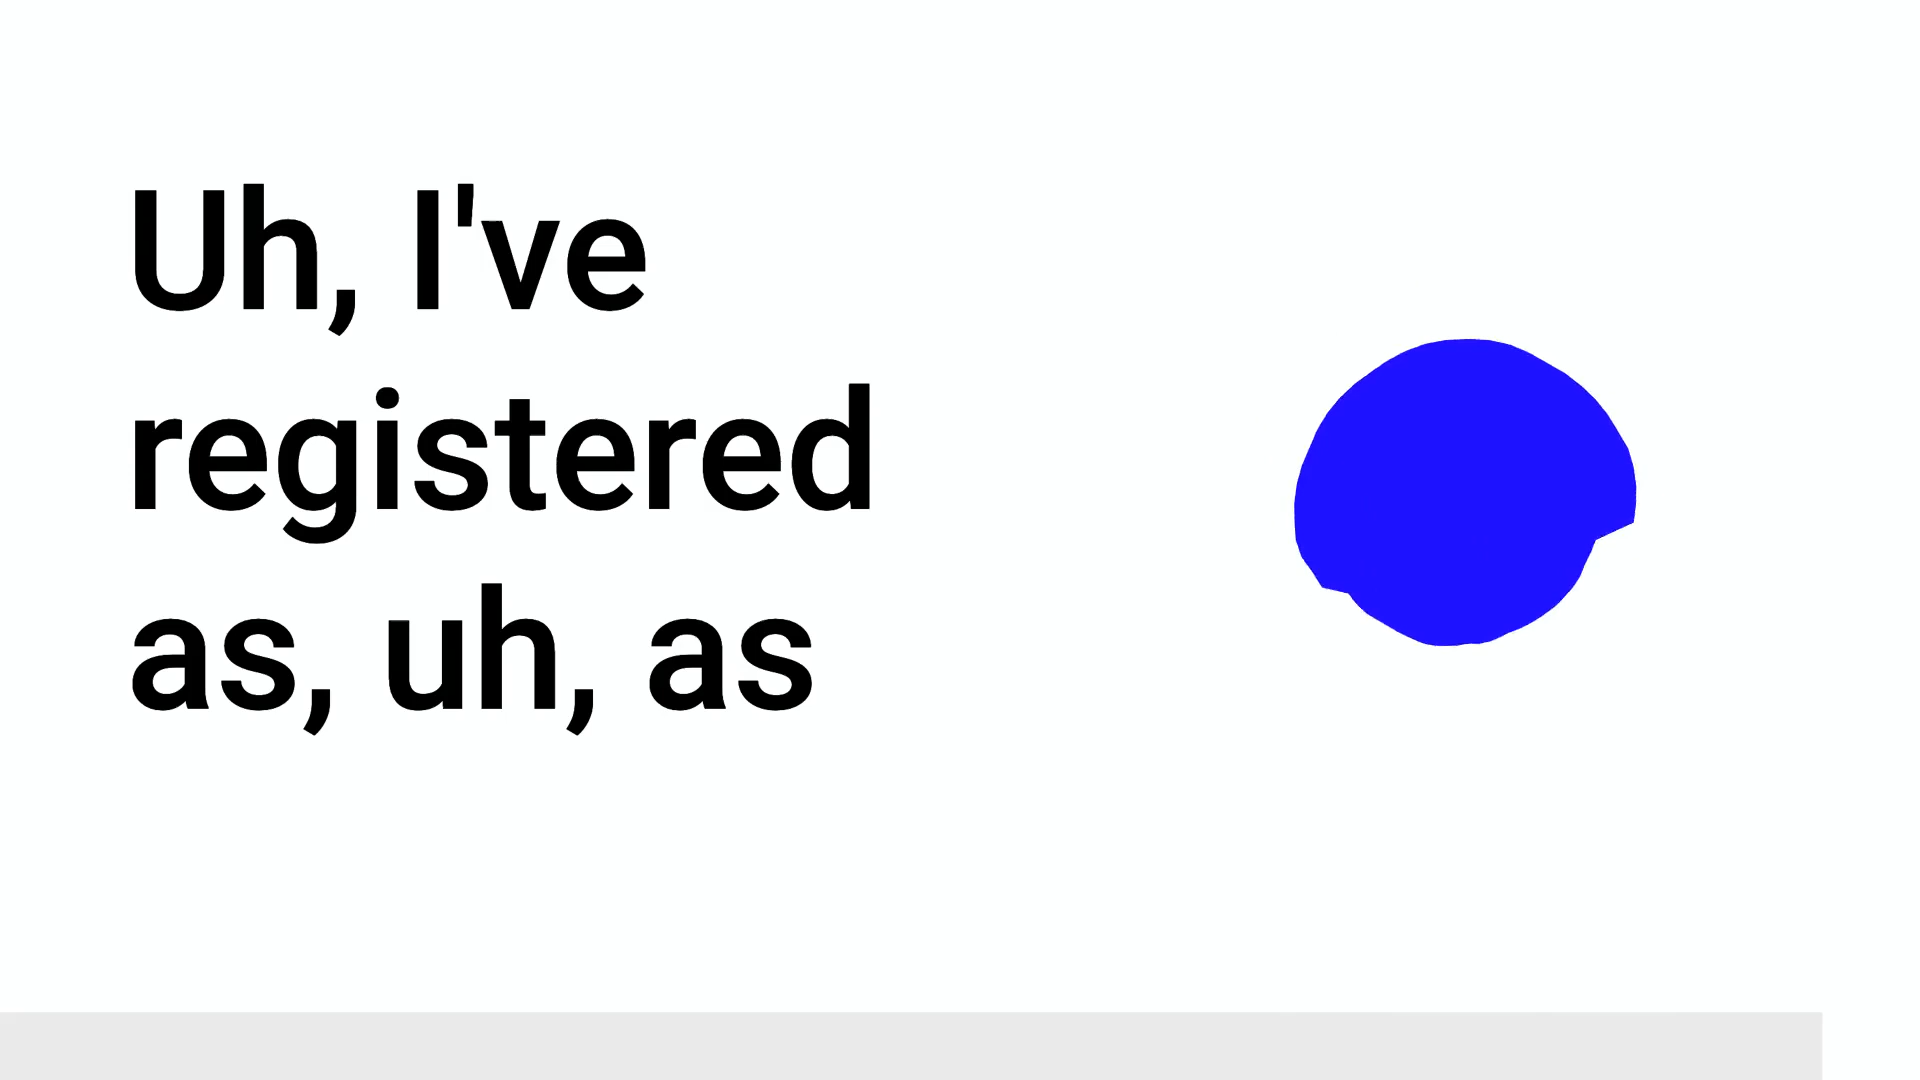 Uh, I've
registered
as, uh, as